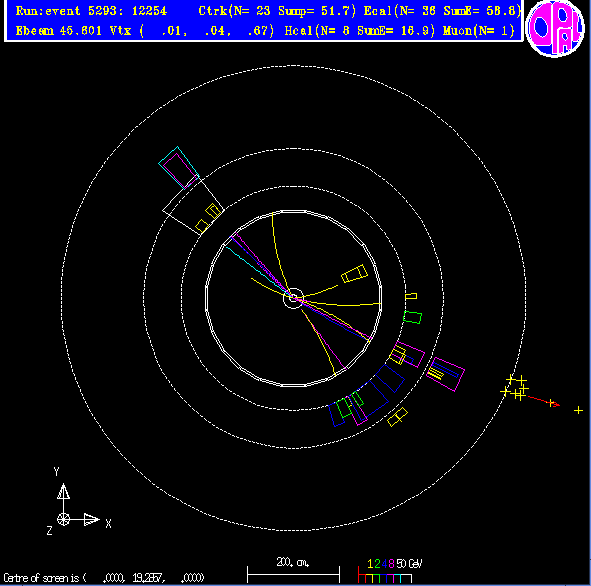 Run:event 5293: 12254 Ctrk(N= 23 Sump= 51.7) Ecal(N= 36 SumE= 58.8)
Ebeam 45.601 Vtx ( .01, .04, .67) Hcal(N= 8 SumE= 16.9) Muon(N= 1)
OPAL
Y
X
Z
200. cm.
1 2 4 8 50 GeV
Centre of screen is ( .0000, 19.2857, .0000)